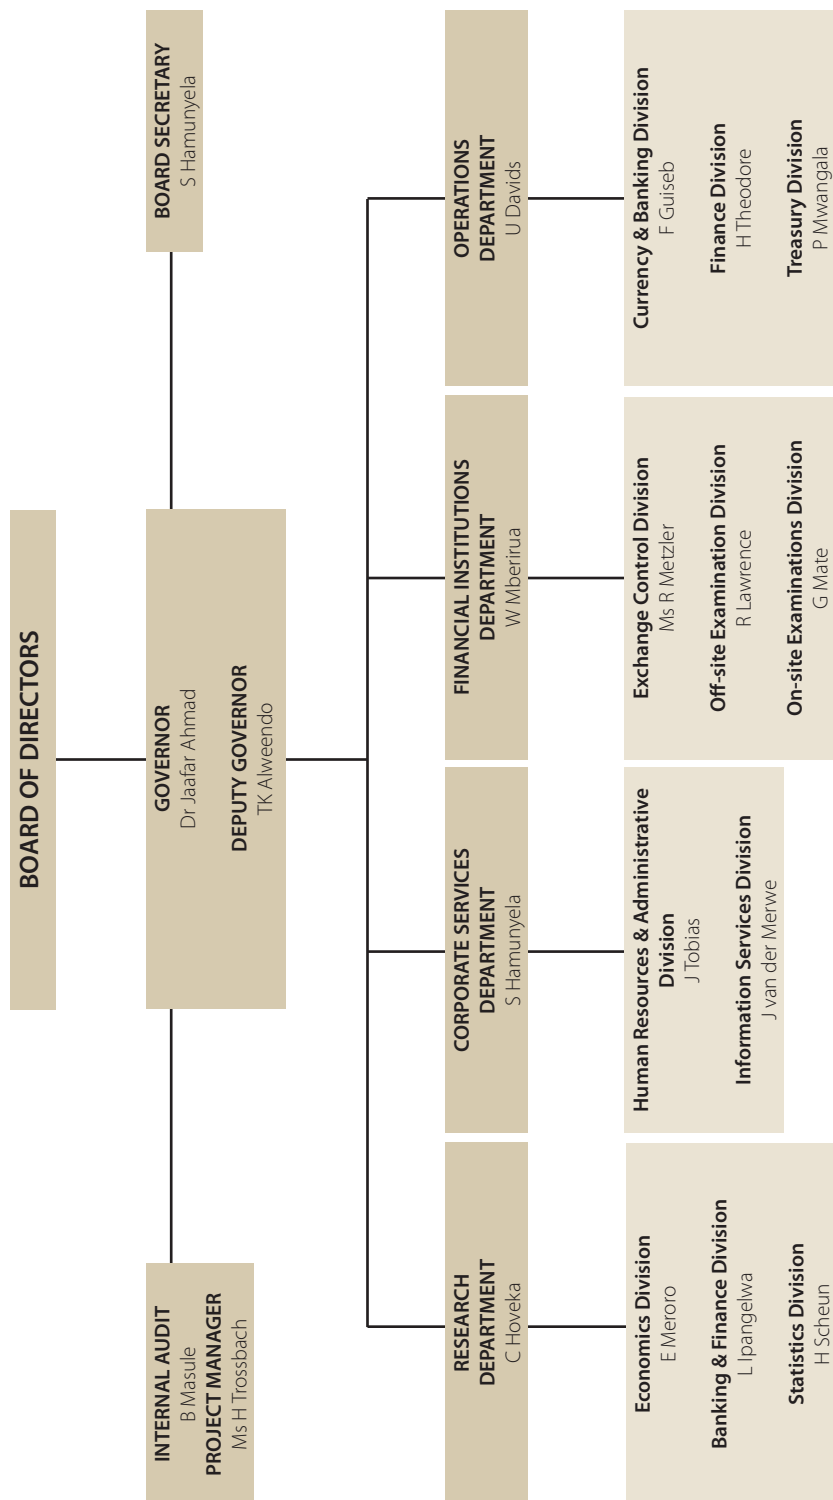 BOARD OF DIRECTORS
INTERNAL AUDIT
B Masule
PROJECT MANAGER
Ms H Trossbach
GOVERNOR
Dr Jaafar Ahmad
DEPUTY GOVERNOR
TK Alweendo
BOARD SECRETARY
S Hamunyela
RESEARCH
DEPARTMENT
C Hoveka
CORPORATE SERVICES
DEPARTMENT
S Hamunyela
FINANCIAL INSTITUTIONS
DEPARTMENT
W Mberirua
OPERATIONS
DEPARTMENT
U Davids
Economics Division
E Meroro
Banking & Finance Division
L Ipangelwa
Statistics Division
H Scheun
Human Resources & Administrative
Division
J Tobias
Information Services Division
J van der Merwe
Exchange Control Division
Ms R Metzler
Off-site Examination Division
R Lawrence
On-site Examinations Division
G Mate
Currency & Banking Division
F Guiseb
Finance Division
H Theodore
Treasury Division
P Mwangala